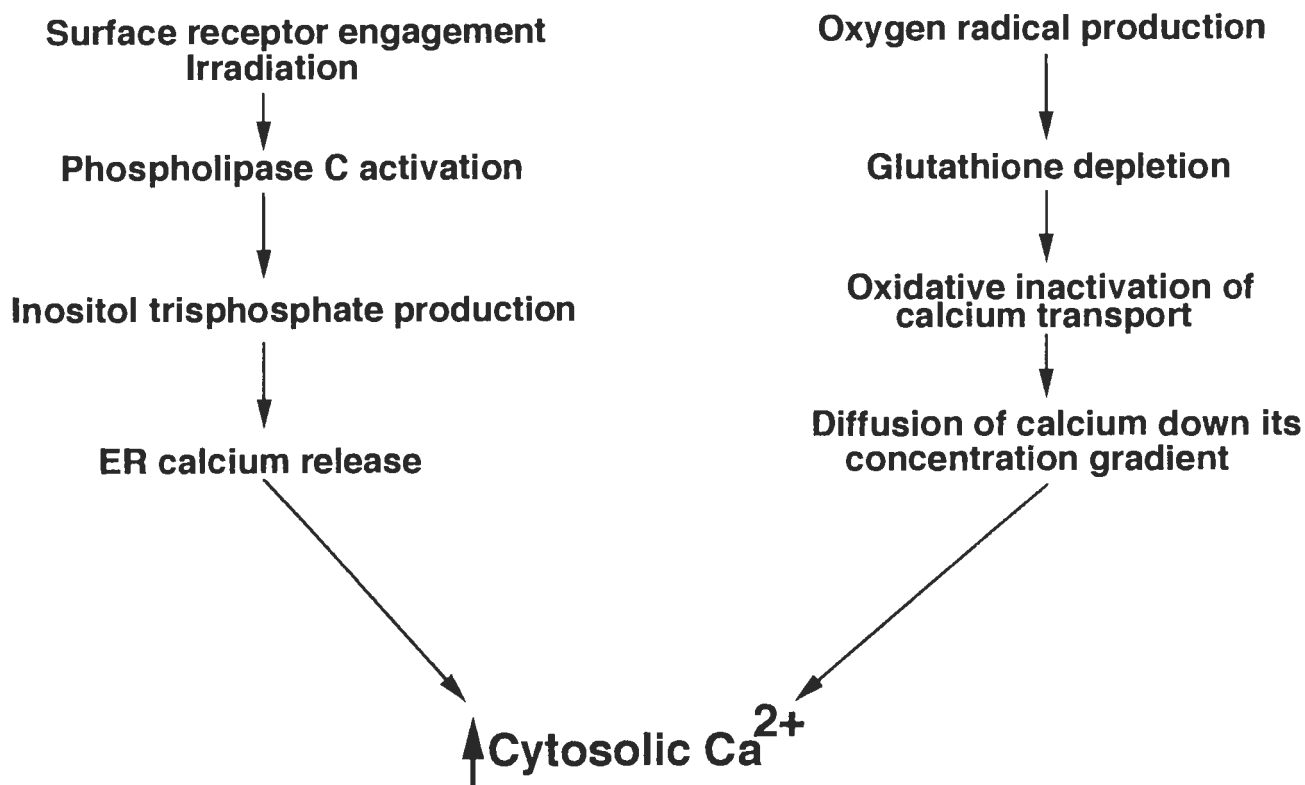 Surface receptor engagement
Irradiation
Phospholipase C activation
Inositol trisphosphate production
ER calcium release
Oxygen radical production
Glutathione depletion
Oxidative inactivation of
calcium transport
Diffusion of calcium down its
concentration gradient
Cytosolic Ca2+